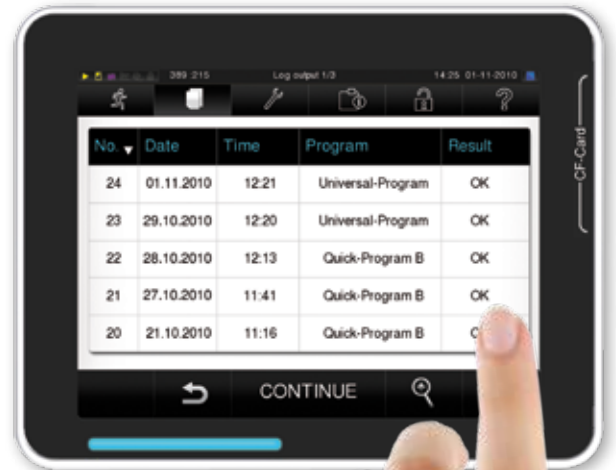 389 :215 Log output 1/3 14:25 01-11-2010
No. Date Time Program Result
24 01.11.2010 12:21 Universal-Program OK
23 29.10.2010 12:20 Universal-Program OK
22 28.10.2010 12:13 Quick-Program B OK
21 27.10.2010 11:41 Quick-Program B OK
20 21.10.2010 11:16 Quick-Program B
CONTINUE
CF-Card